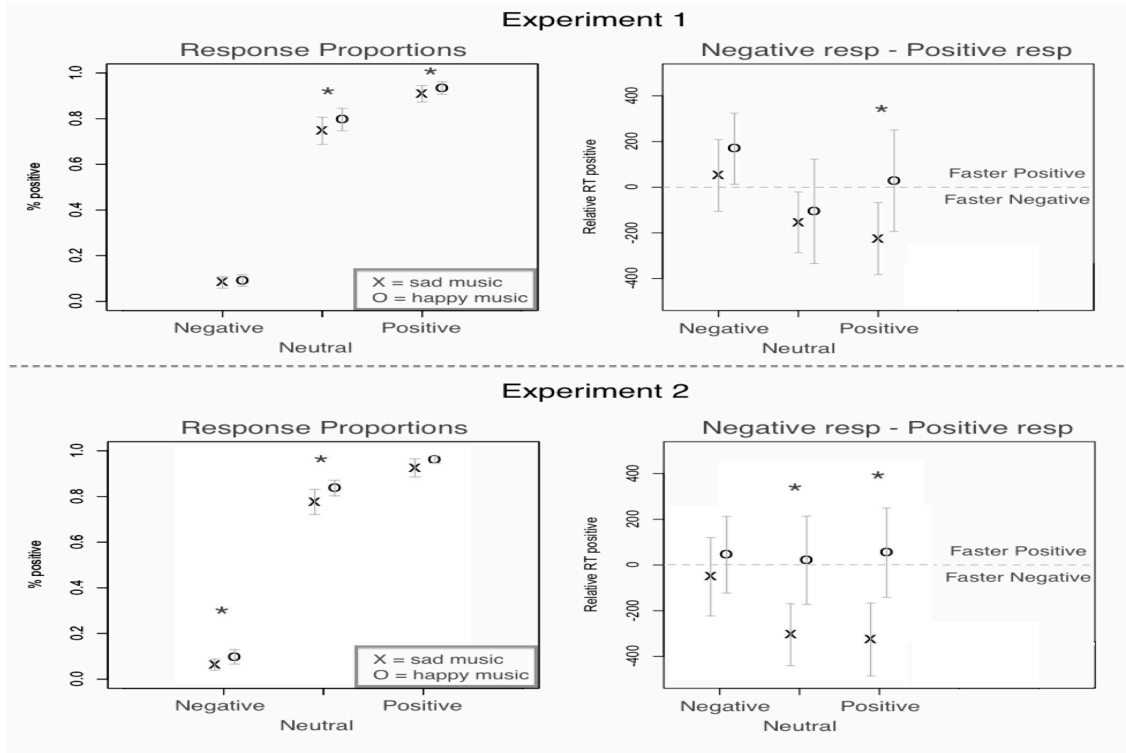 Experiment 1
Response Proportions
% positive
1.0
0.8
0.6
0.4
0.2
0.0
*
*
X = sad music
O = happy music
Negative
Neutral
Positive
Negative resp - Positive resp
Relative RT positive
400
200
0
200
400
*
Faster Positive
Faster Negative
Negative
Neutral
Positive
Experiment 2
Response Proportions
% positive
1.0
0.8
0.6
0.4
0.2
0.0
*
*
X = sad music
O = happy music
Negative
Neutral
Positive
Negative resp - Positive resp
Relative RT positive
400
200
0
-200
400
*
*
Faster Positive
Faster Negative
Negative
Neutral
Positive